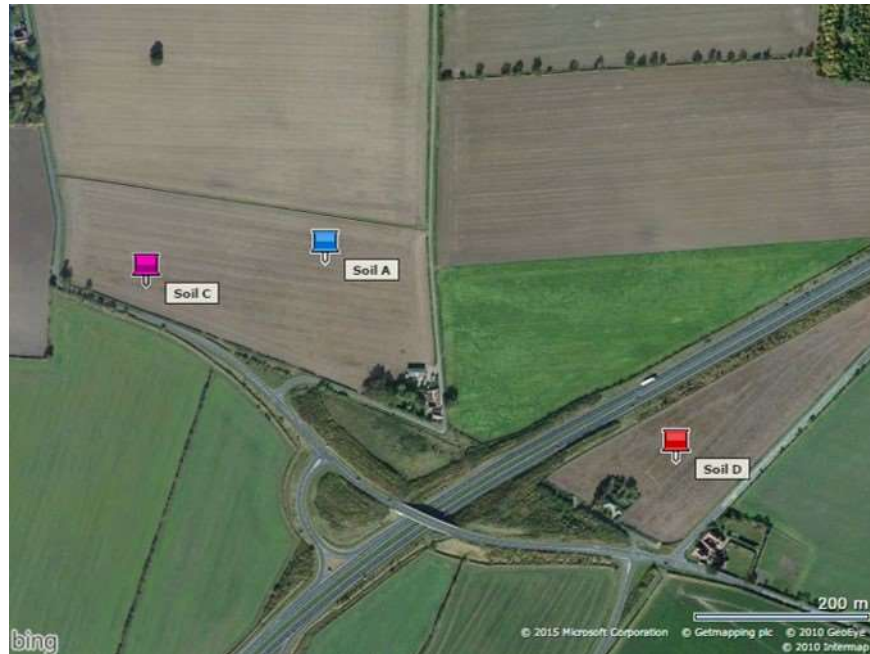 Soil A
Soil C
Soil D
200 m
bing
© 2015 Microsoft Corporation © Getmapping plc © 2010 GeoEye
© 2010 Intermap